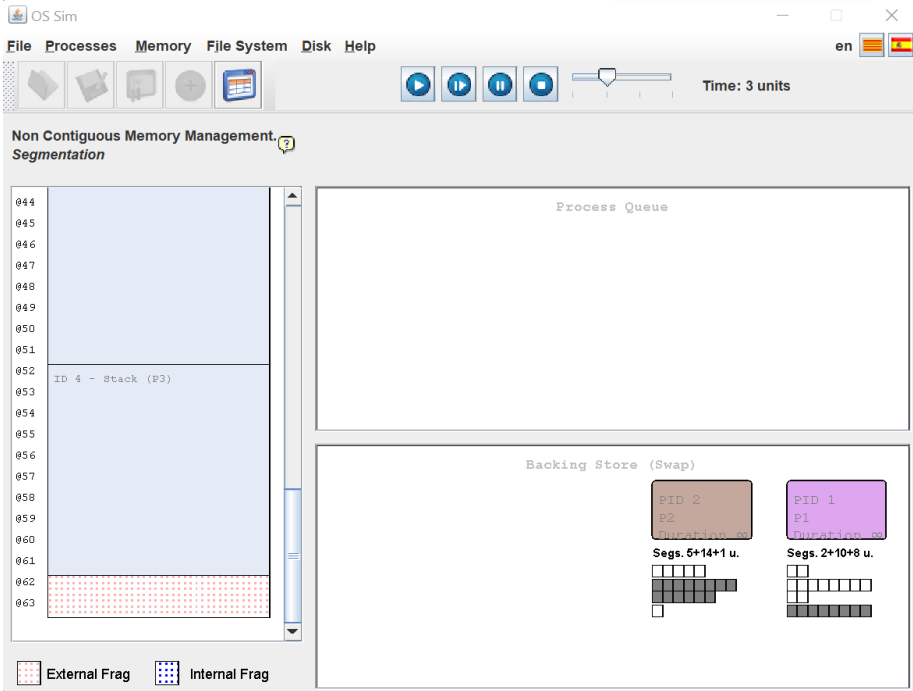 OS Sim
File Processes Memory File System Disk Help en
Time: 3 units
Non Contiguous Memory Management.
?
Segmentation
Process Queue
@44
@45
@46
@47
@48
@49
@50
@51
@52
ID 4 - Stack (P3)
@53
@54
@55
@56
@57
@58
@59
@60
@61
@62
@63
Backing Store (Swap)
PID 2
P2
Duration ∞
Segs. 5+14+1 u.
PID 1
P1
Duration ∞
Segs. 2+10+8 u.
External Frag
Internal Frag